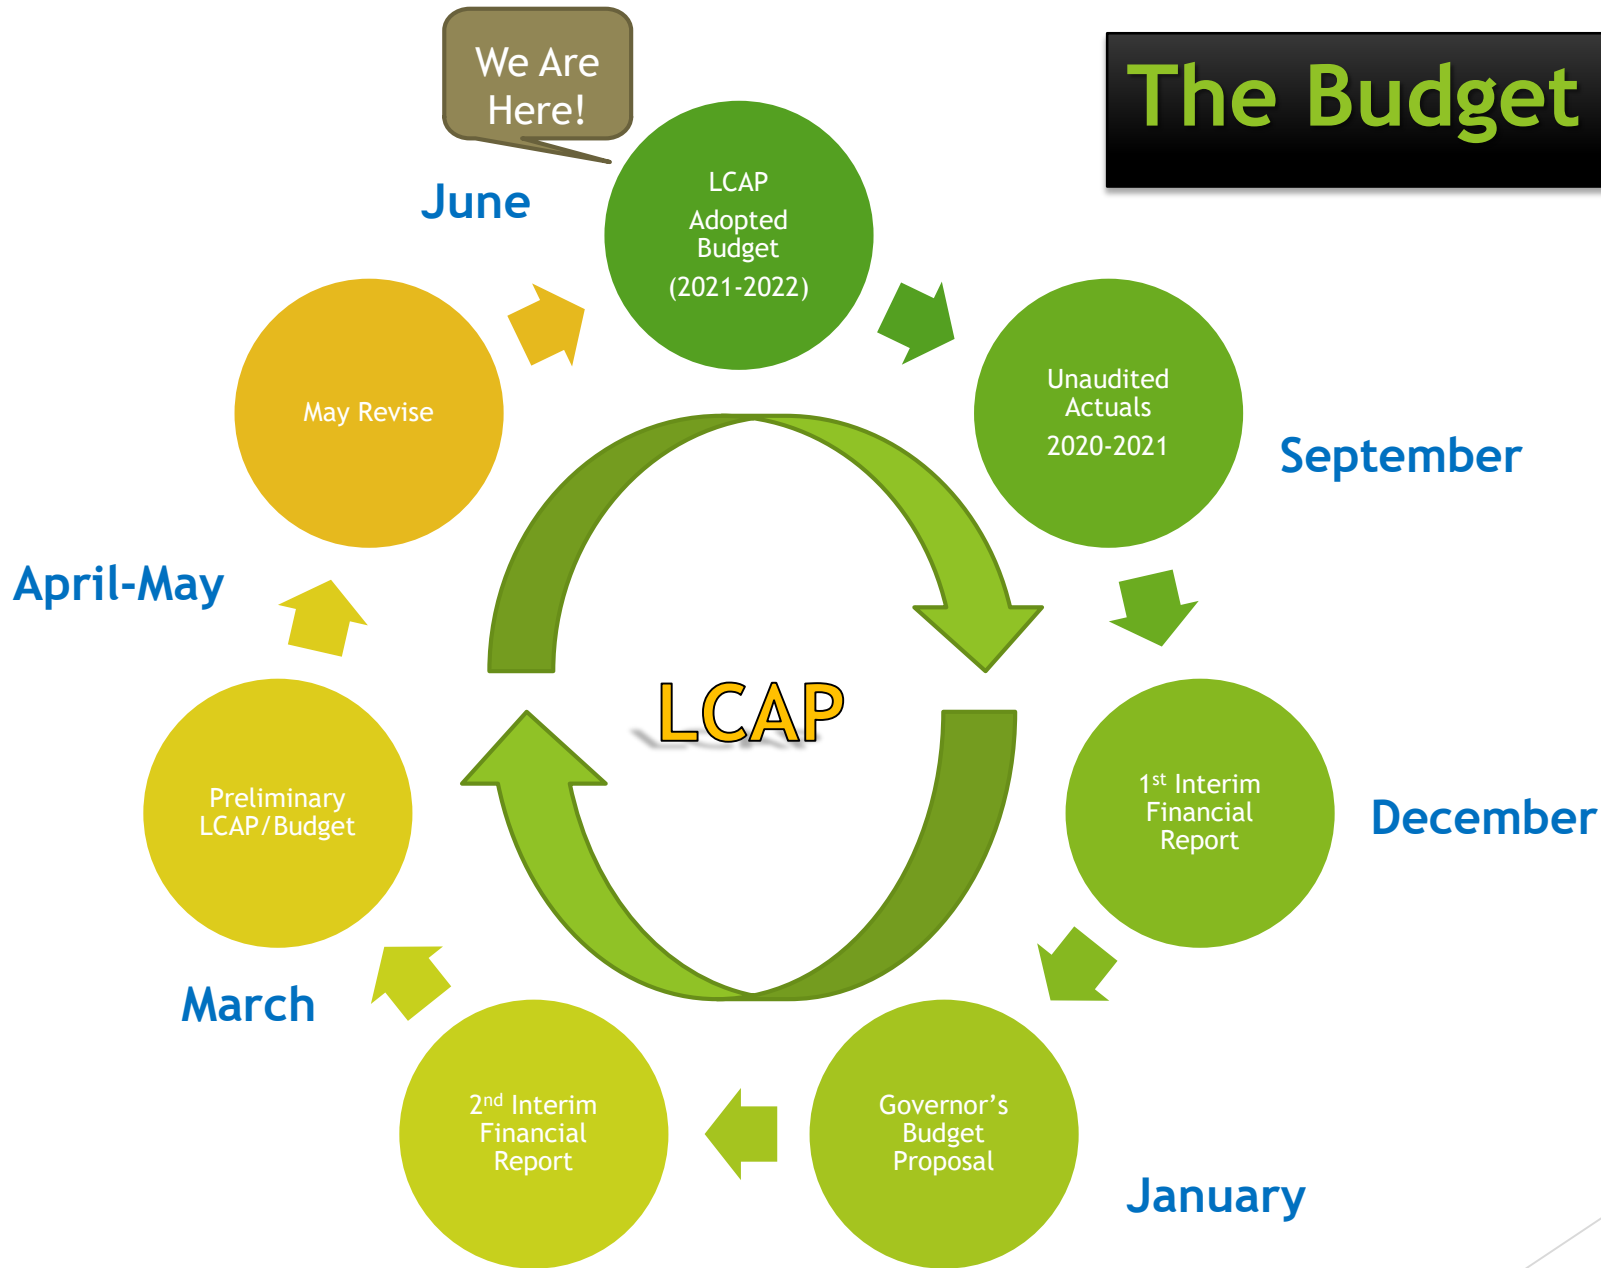 The Budget
We Are
Here!
June
LCAP
Adopted
Budget
(2021-2022)
Unaudited
Actuals
2020-2021
September
1st Interim
Financial
Report
December
Governor’s
Budget
Proposal
January
2nd Interim
Financial
Report
March
Preliminary
LCAP/Budget
April-May
May Revise
LCAP